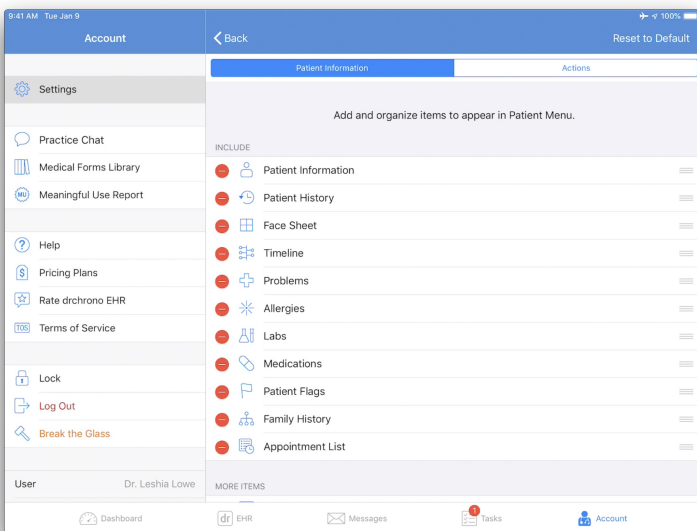 9:41 AM Tue Jan 9
100%
Account
Back
Reset to Default
Patient Information
Actions
Settings
Practice Chat
Medical Forms Library
MU
Meaningful Use Report
?
Help
$
Pricing Plans
Rate drchrono EHR
TOS
Terms of Service
Lock
Log Out
Break the Glass
User
Dr. Leshia Lowe
Add and organize items to appear in Patient Menu.
INCLUDE
Patient Information
Patient History
Face Sheet
Timeline
Problems
Allergies
Labs
Medications
Patient Flags
Family History
Appointment List
MORE ITEMS
Dashboard
dr
EHR
Messages
1
Tasks
Account